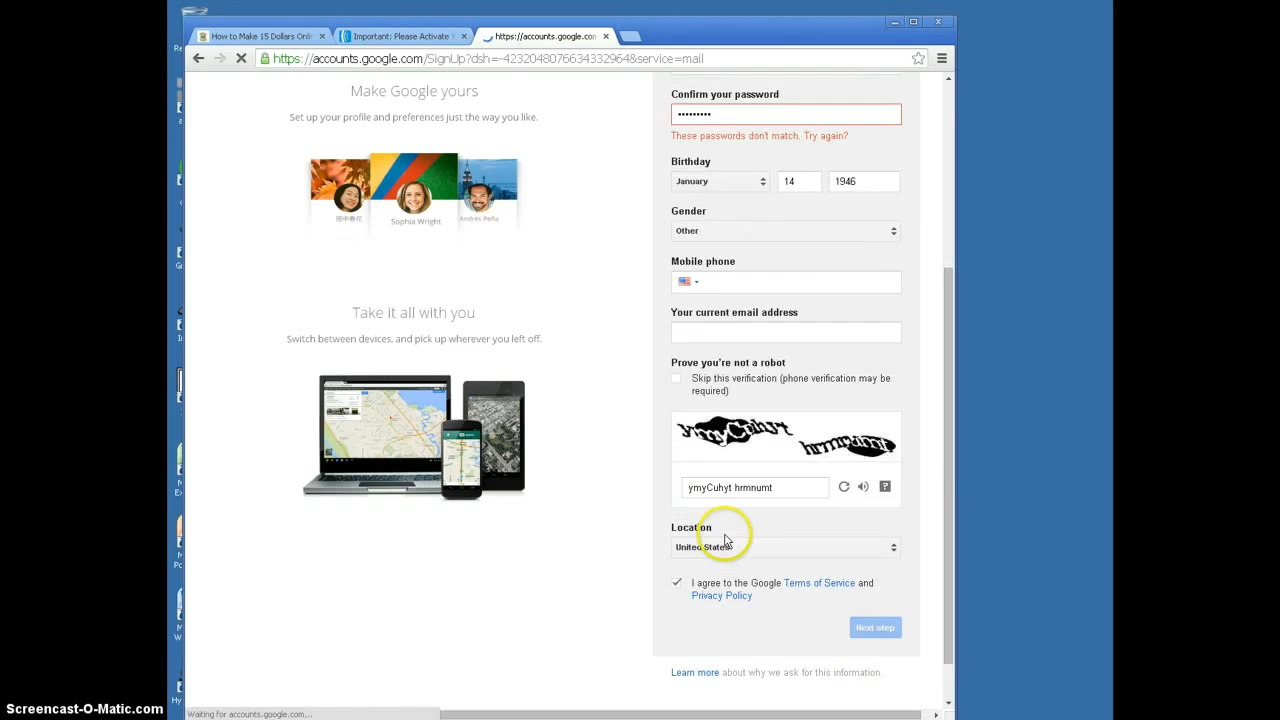 How to Make 15 Dollars Onli
Important: Please Activate Y
https://accounts.google.com
https://accounts.google.com/SignUp?dsh=-4232048076634332964&service=mail
Make Google yours
Set up your profile and preferences just the way you like.
Sophia Wright
Andrés Peña
Take it all with you
Switch between devices, and pick up wherever you left off.
Confirm your password
•••••••••
These passwords don't match. Try again?
Birthday
January
14
1946
Gender
Other
Mobile phone
Your current email address
Prove you're not a robot
Skip this verification (phone verification may be
required)
ymyCuhyt hrmnumt
Location
United States
I agree to the Google Terms of Service and
Privacy Policy
Next step
Learn more about why we ask for this information.
Waiting for accounts.google.com...
Screencast-O-Matic.com